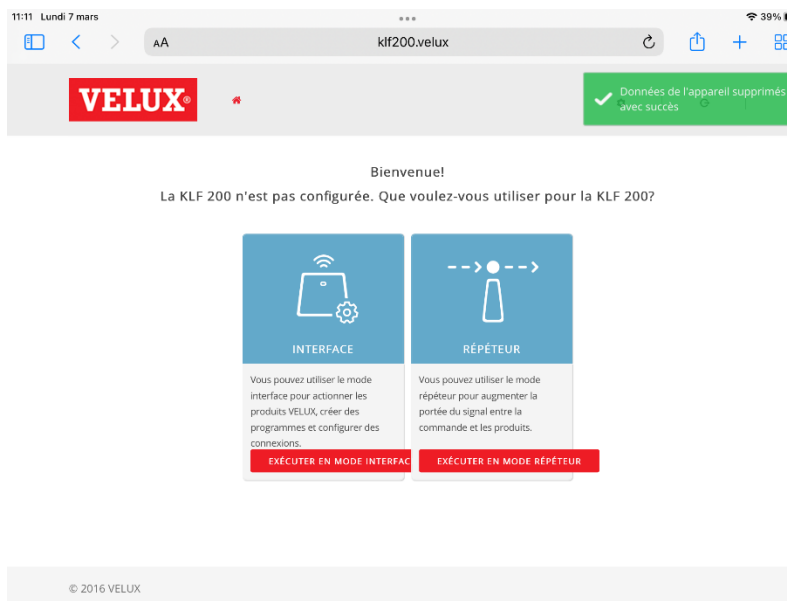 11:11 Lundi 7 mars
39%
AA
klf200.velux
VELUX®
Données de l'appareil supprimés
avec succès
Bienvenue!
La KLF 200 n'est pas configurée. Que voulez-vous utiliser pour la KLF 200?
INTERFACE
Vous pouvez utiliser le mode
interface pour actionner les
produits VELUX, créer des
programmes et configurer des
connexions.
EXÉCUTER EN MODE INTERFAC
RÉPÉTEUR
Vous pouvez utiliser le mode
répéteur pour augmenter la
portée du signal entre la
commande et les produits.
EXÉCUTER EN MODE RÉPÉTEUR
© 2016 VELUX